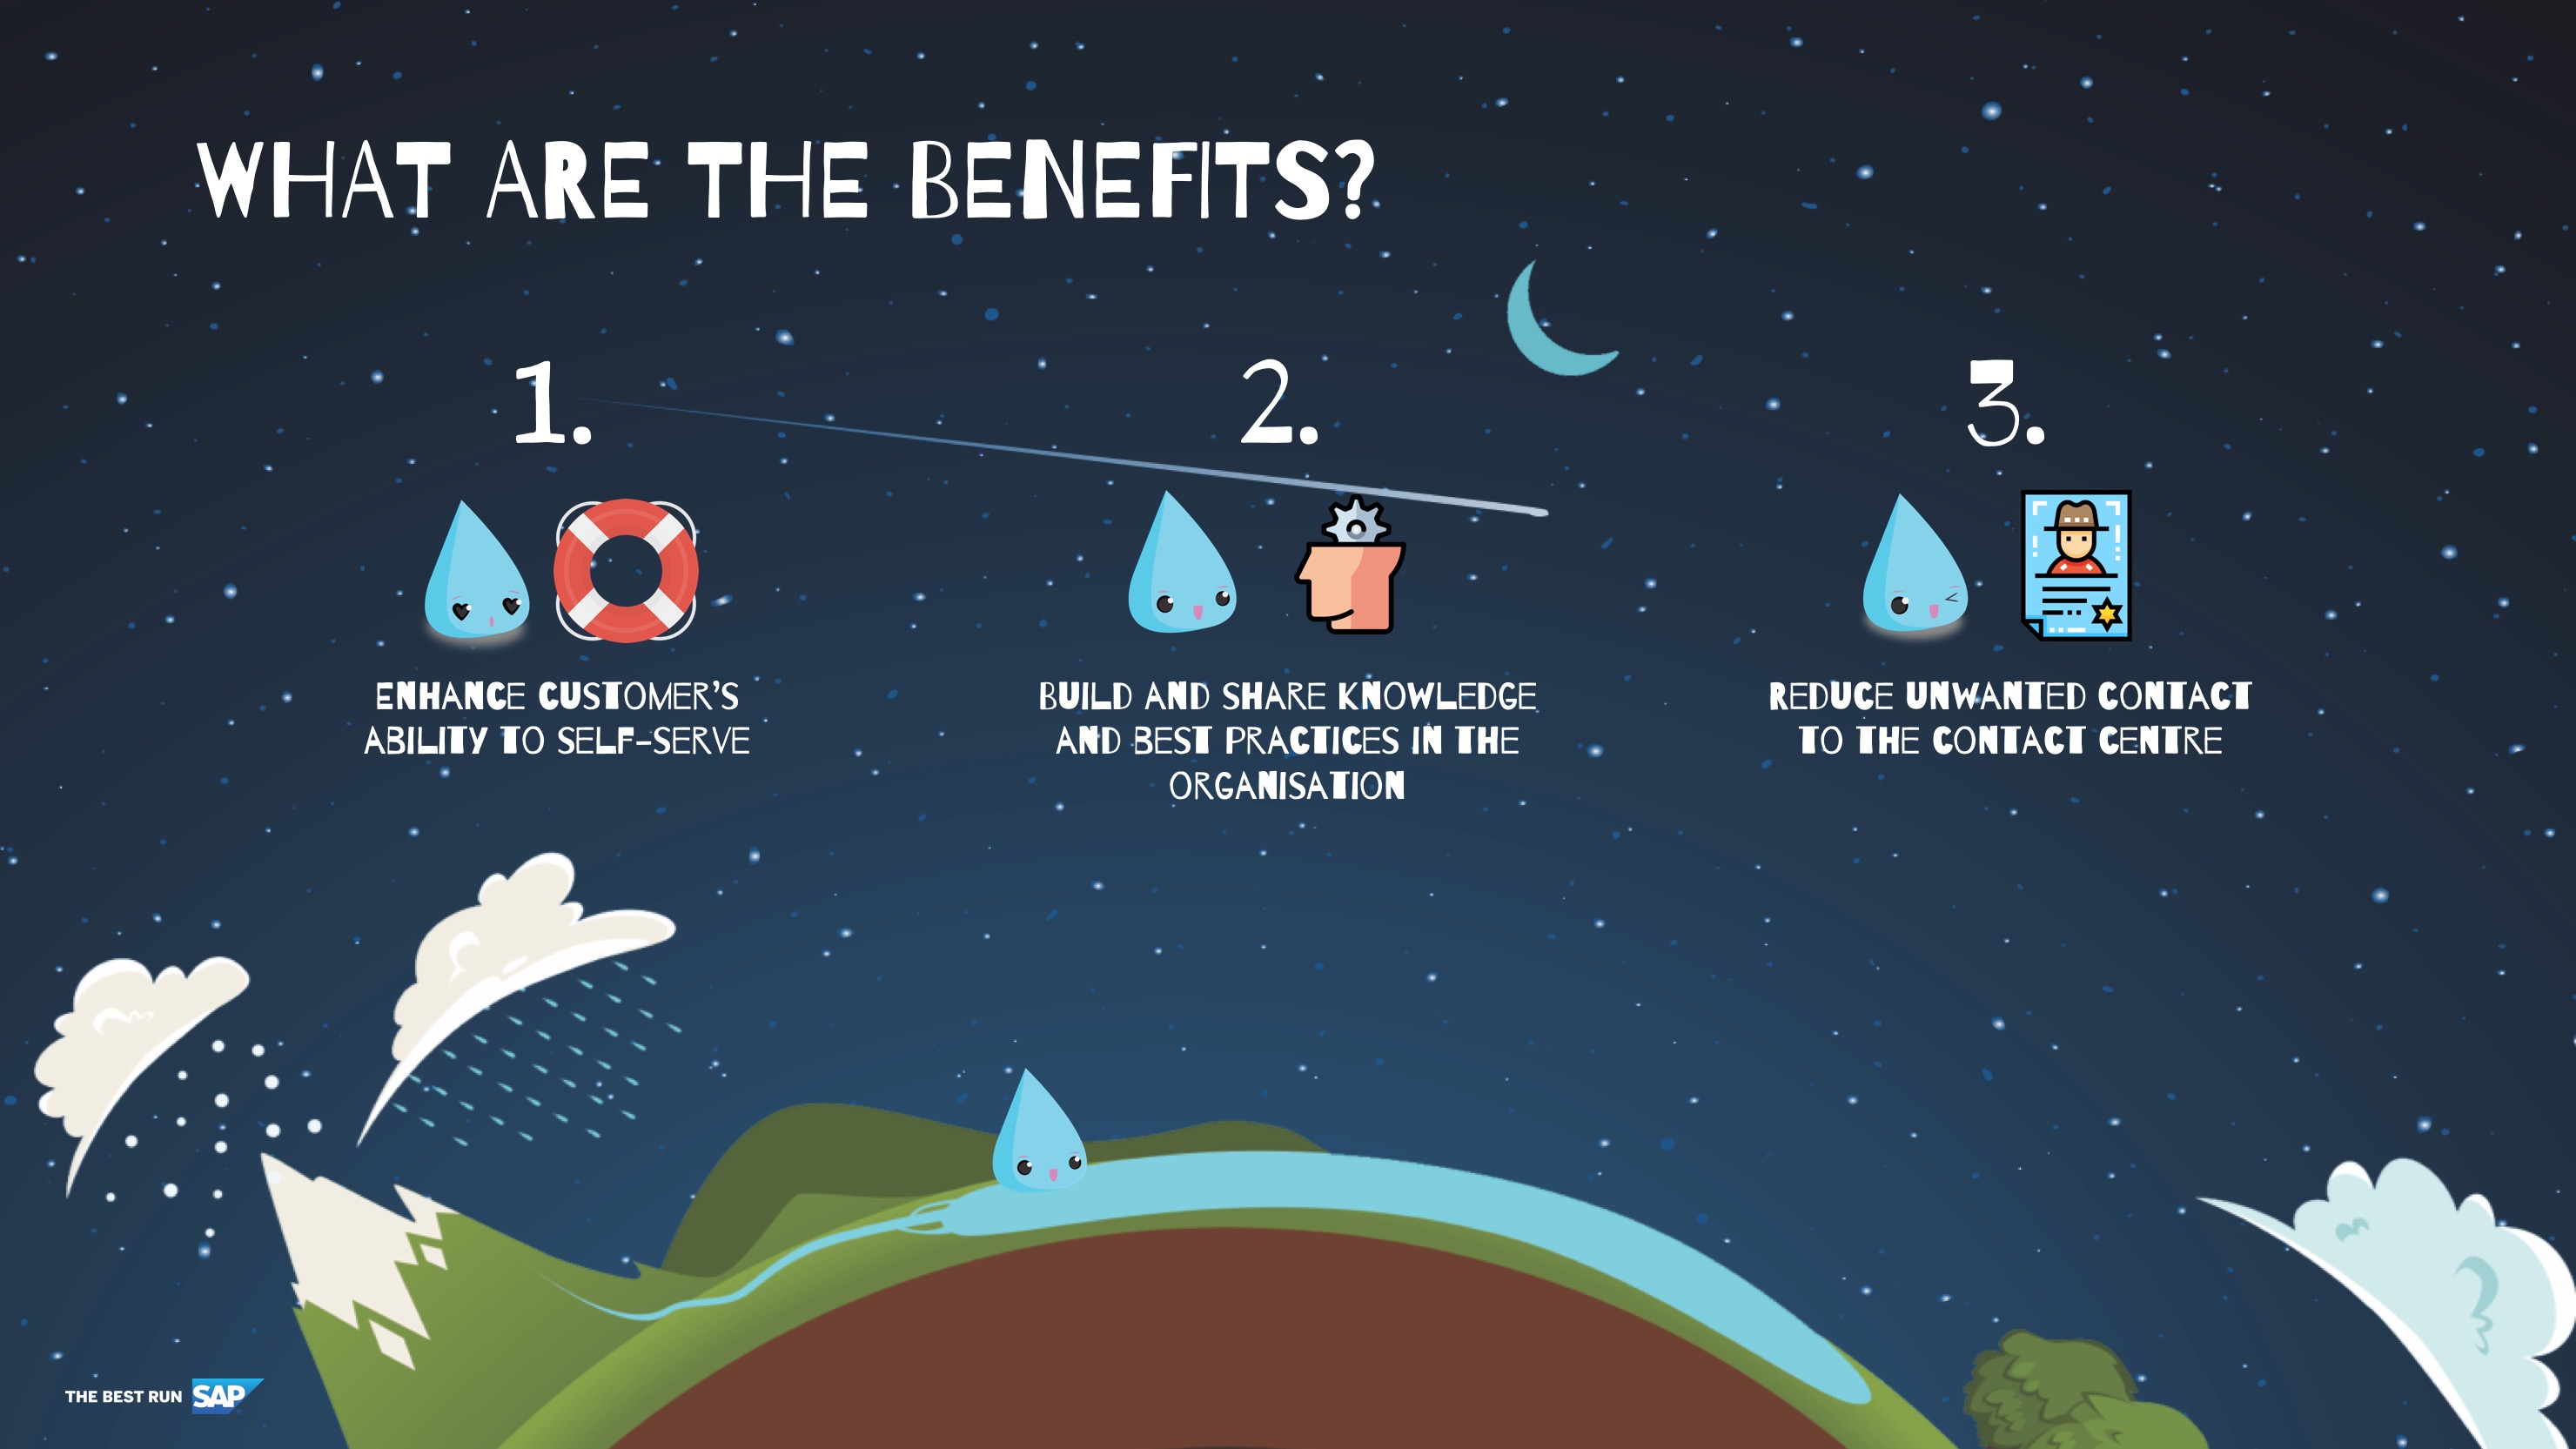 WHAT ARE THE BENEFITS?
1.
ENHANCE CUSTOMER'S
ABILITY TO SELF-SERVE
2.
BUILD AND SHARE KNOWLEDGE
AND BEST PRACTICES IN THE
ORGANISATION
3.
REDUCE UNWANTED CONTACT
TO THE CONTACT CENTRE
THE BEST RUN SAP